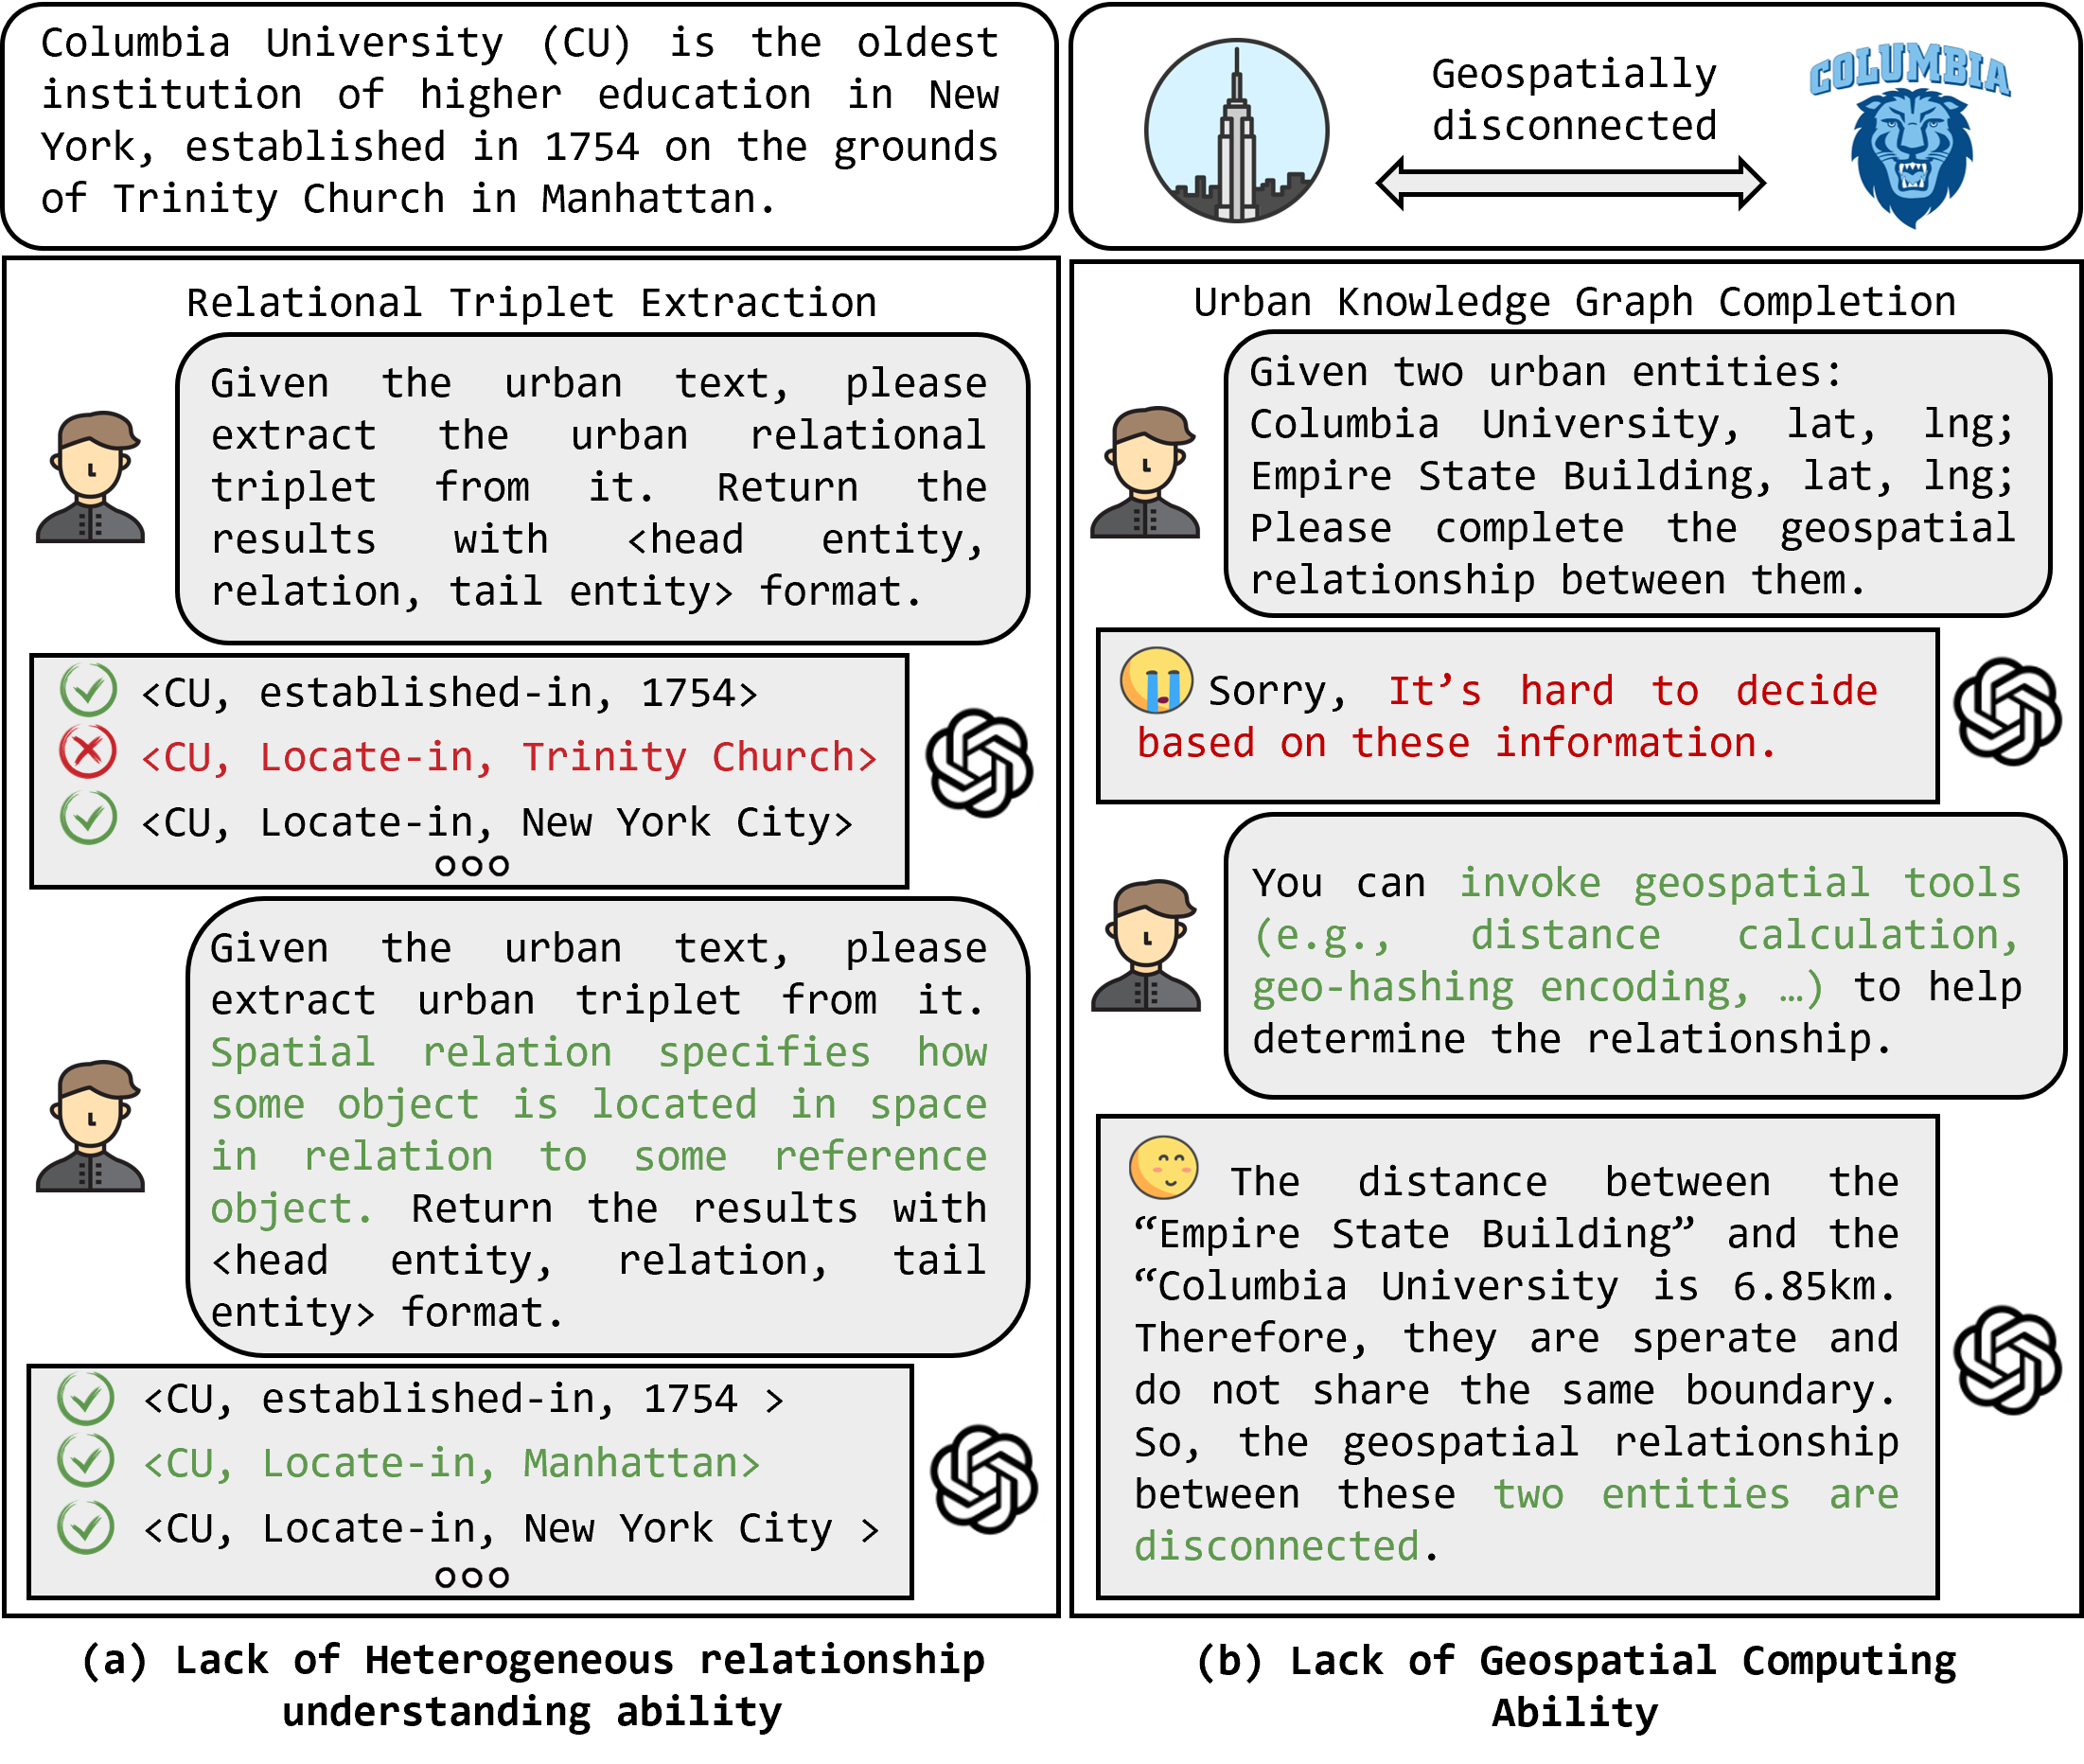 Columbia University (CU) is the oldest
institution of higher education in New
York, established in 1754 on the grounds
of Trinity Church in Manhattan.
Relational Triplet Extraction
Given the urban text, please
extract the urban relational
triplet from it. Return the
results with <head entity,
relation, tail entity> format.
<CU, established-in, 1754>
<CU, Locate-in, Trinity Church>
<CU, Locate-in, New York City>
Given the urban text, please
extract urban triplet from it.
Spatial relation specifies how
some object is located in space
in relation to some reference
object. Return the results with
<head entity, relation, tail
entity> format.
<CU, established-in, 1754 >
<CU, Locate-in, Manhattan>
<CU, Locate-in, New York City >
(a) Lack of Heterogeneous relationship
understanding ability
Geospatially
disconnected
COLUMBIA
Urban Knowledge Graph Completion
Given two urban entities:
Columbia University, lat, lng;
Empire State Building, lat, lng;
Please complete the geospatial
relationship between them.
Sorry, It’s hard to decide
based on these information.
You can invoke geospatial tools
(e.g., distance calculation,
geo-hashing encoding, …) to help
determine the relationship.
The distance between the
“Empire State Building” and the
“Columbia University is 6.85km.
Therefore, they are sperate and
do not share the same boundary.
So, the geospatial relationship
between these two entities are
disconnected.
(b) Lack of Geospatial Computing
Ability